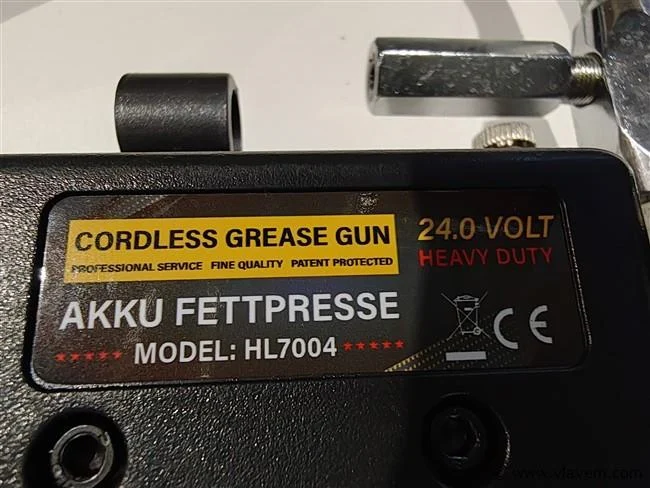 CORDLESS GREASE GUN
PROFESSIONAL SERVICE FINE QUALITY PATENT PROTECTED
24.0 VOLT
HEAVY DUTY
AKKU FETTPRESSE
MODEL: HL7004
CE
© www.vlavem.com